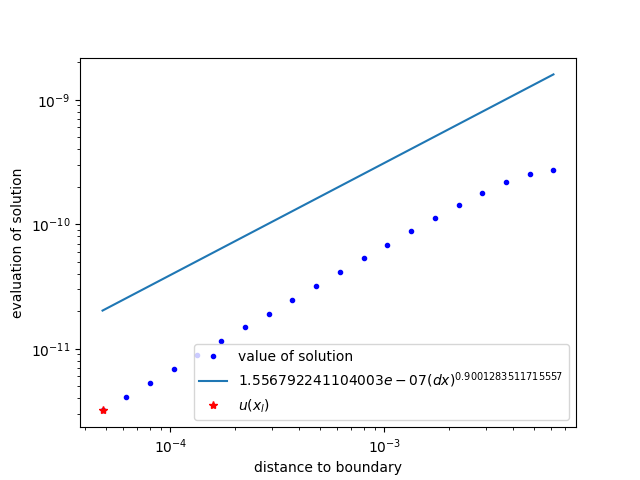 10⁻⁹
10⁻¹⁰
10⁻¹¹
evaluation of solution
value of solution
1.556792241104003e − 07(dx)^0.9001283511715557
u(x_l)
10⁻⁴
10⁻³
distance to boundary